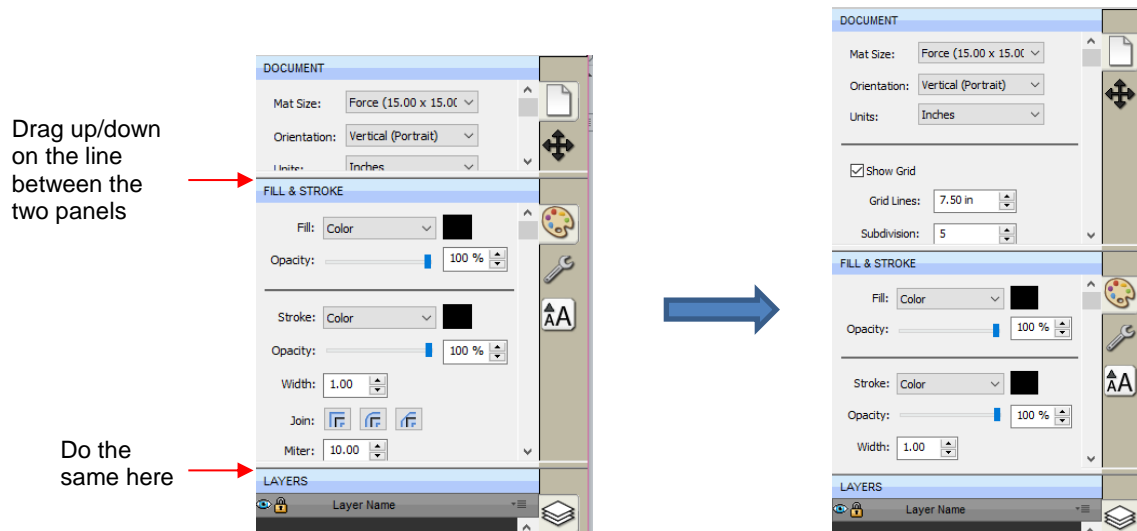 Drag up/down
on the line
between the
two panels
Do the
same here
DOCUMENT
Mat Size: Force (15.00 x 15.0(
Orientation: Vertical (Portrait)
Units: Inches
FILL & STROKE
Fill: Color
Opacity: 100 %
Stroke: Color
Opacity: 100 %
Width: 1.00
Join:
Miter: 10.00
LAYERS
Layer Name
AA
DOCUMENT
Mat Size: Force (15.00 x 15.0(
Orientation: Vertical (Portrait)
Units: Inches
Show Grid
Grid Lines: 7.50 in
Subdivision: 5
FILL & STROKE
Fill: Color
Opacity: 100 %
Stroke: Color
Opacity: 100 %
Width: 1.00
LAYERS
Layer Name
AA